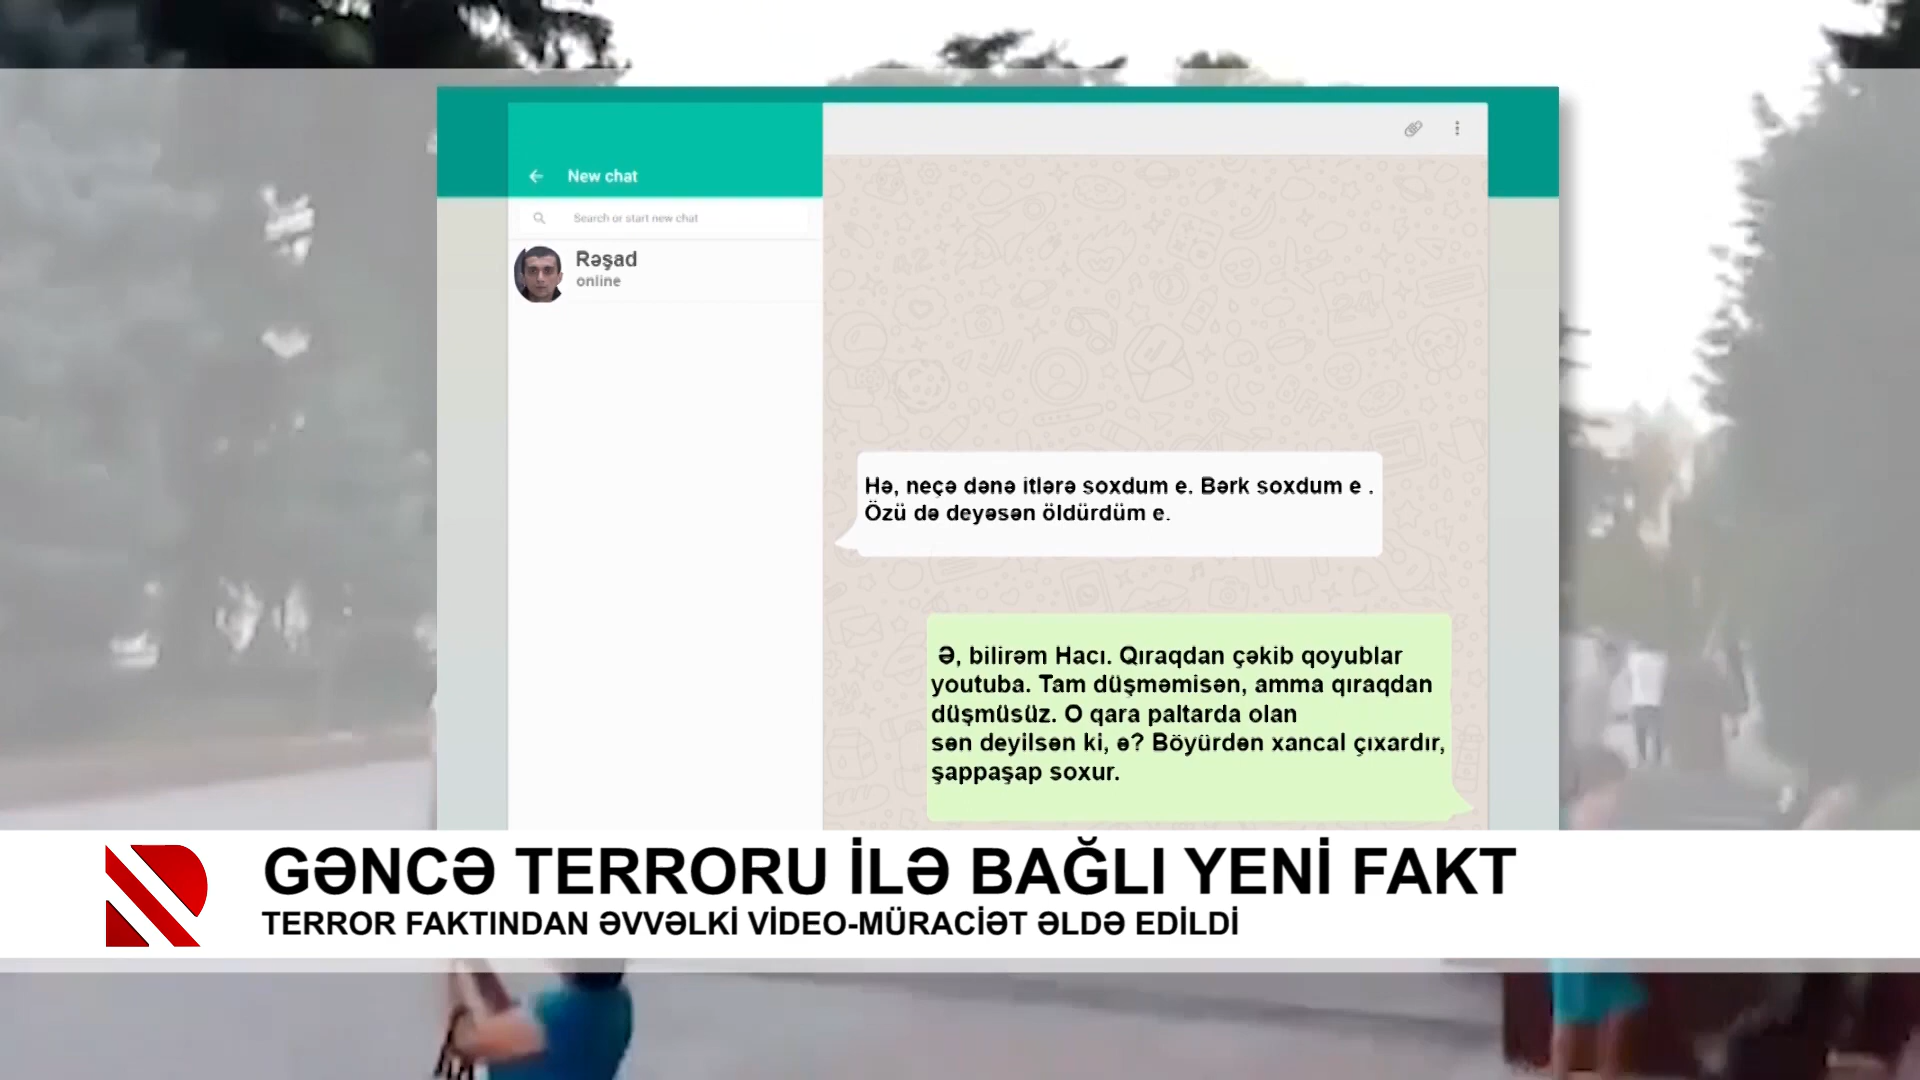 New chat
Search or start new chat
Rəşad
online
Hə, neçə dənə itlərə soxdum e. Bərk soxdum e .
Özü də deyəsən öldürdüm e.
Ə, bilirəm Hacı. Qıraqdan çəkib qoyublar
youtuba. Tam düşməmisən, amma qıraqdan
düşmüsüz. O qara paltarda olan
sən deyilsən ki, ə? Böyürdən xancal çıxardır,
şappaşap soxur.
GƏNCƏ TERRORU İLƏ BAĞLI YENİ FAKT
TERROR FAKTINDAN ƏVVƏLKİ VİDEO-MÜRACİƏT ƏLDƏ EDİLDİ